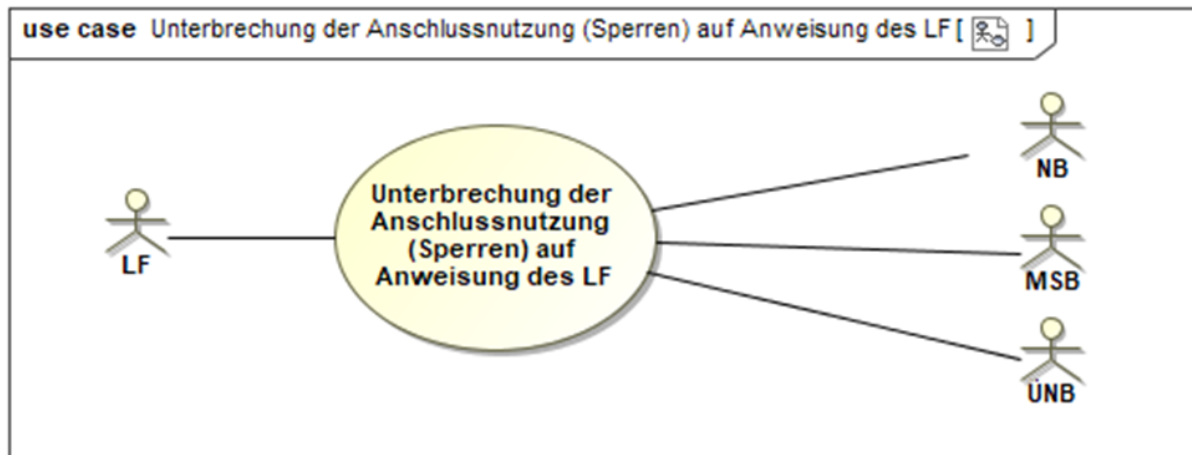 use case Unterbrechung der Anschlussnutzung (Sperren) auf Anweisung des LF [ ]
NB
Unterbrechung der
Anschlussnutzung
(Sperren) auf
Anweisung des LF
LF
MSB
ÜNB